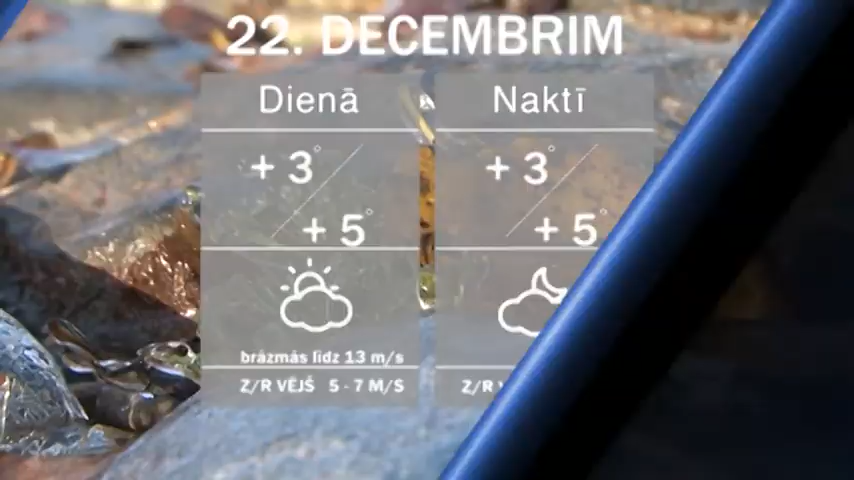 22. DECEMBRIM
Dienā
Naktī
+ 3°
+ 5°
+ 3°
+ 5°
brāzmās līdz 13 m/s
Z/R VĒJŠ 5 - 7 M/S
Z/R